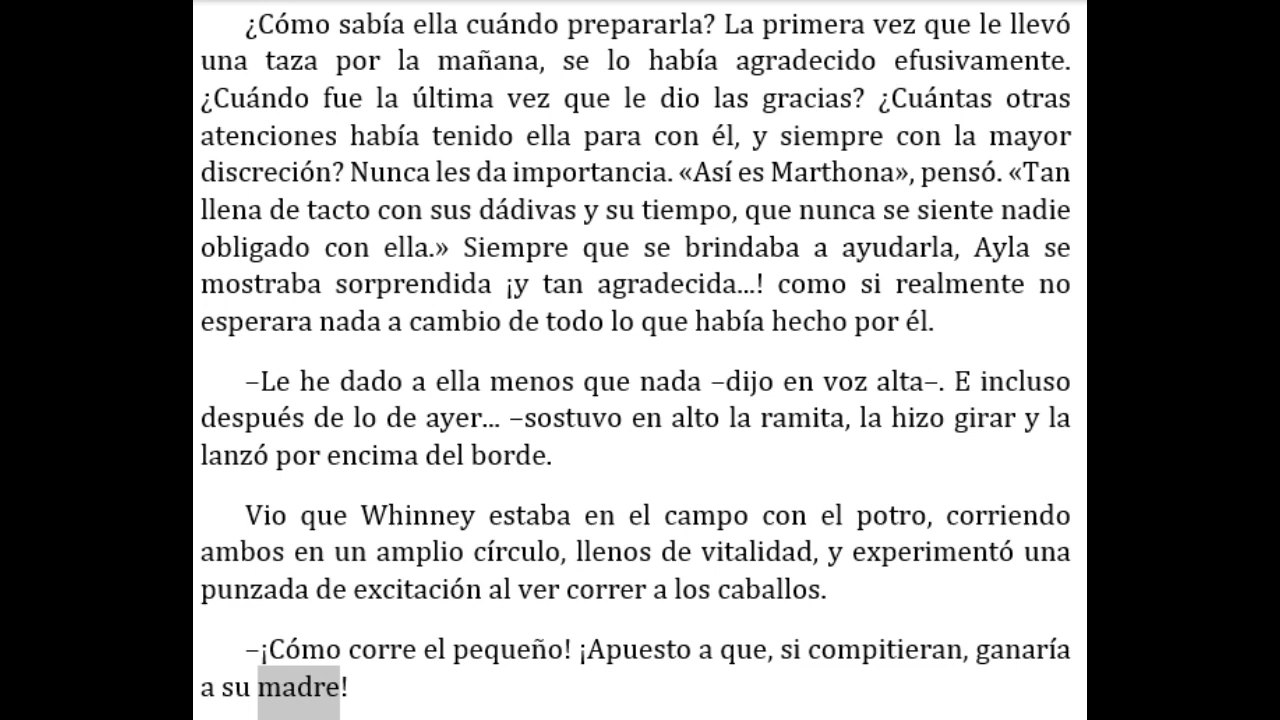 ¿Cómo sabía ella cuándo prepararla? La primera vez que le llevó
una taza por la mañana, se lo había agradecido efusivamente.
¿Cuándo fue la última vez que le dio las gracias? ¿Cuántas otras
atenciones había tenido ella para con él, y siempre con la mayor
discreción? Nunca les da importancia. «Así es Marthona», pensó. «Tan
llena de tacto con sus dádivas y su tiempo, que nunca se siente nadie
obligado con ella.» Siempre que se brindaba a ayudarla, Ayla se
mostraba sorprendida ¡y tan agradecida...! como si realmente no
esperara nada a cambio de todo lo que había hecho por él.
–Le he dado a ella menos que nada –dijo en voz alta–. E incluso
después de lo de ayer... –sostuvo en alto la ramita, la hizo girar y la
lanzó por encima del borde.
Vio que Whinney estaba en el campo con el potro, corriendo
ambos en un amplio círculo, llenos de vitalidad, y experimentó una
punzada de excitación al ver correr a los caballos.
–¡Cómo corre el pequeño! ¡Apuesto a que, si compitieran, ganaría
a su madre!